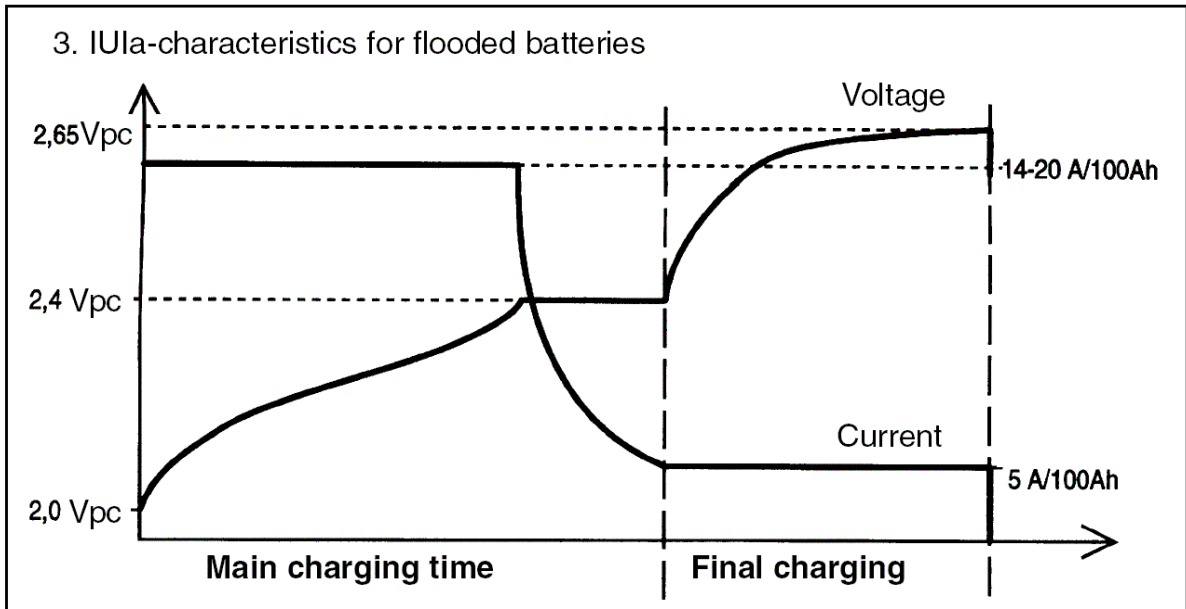 3. IUIa-characteristics for flooded batteries
Voltage
2,65Vpc
14-20 A/100Ah
2,4 Vpc
Current
5 A/100Ah
2,0 Vpc
Main charging time
Final charging